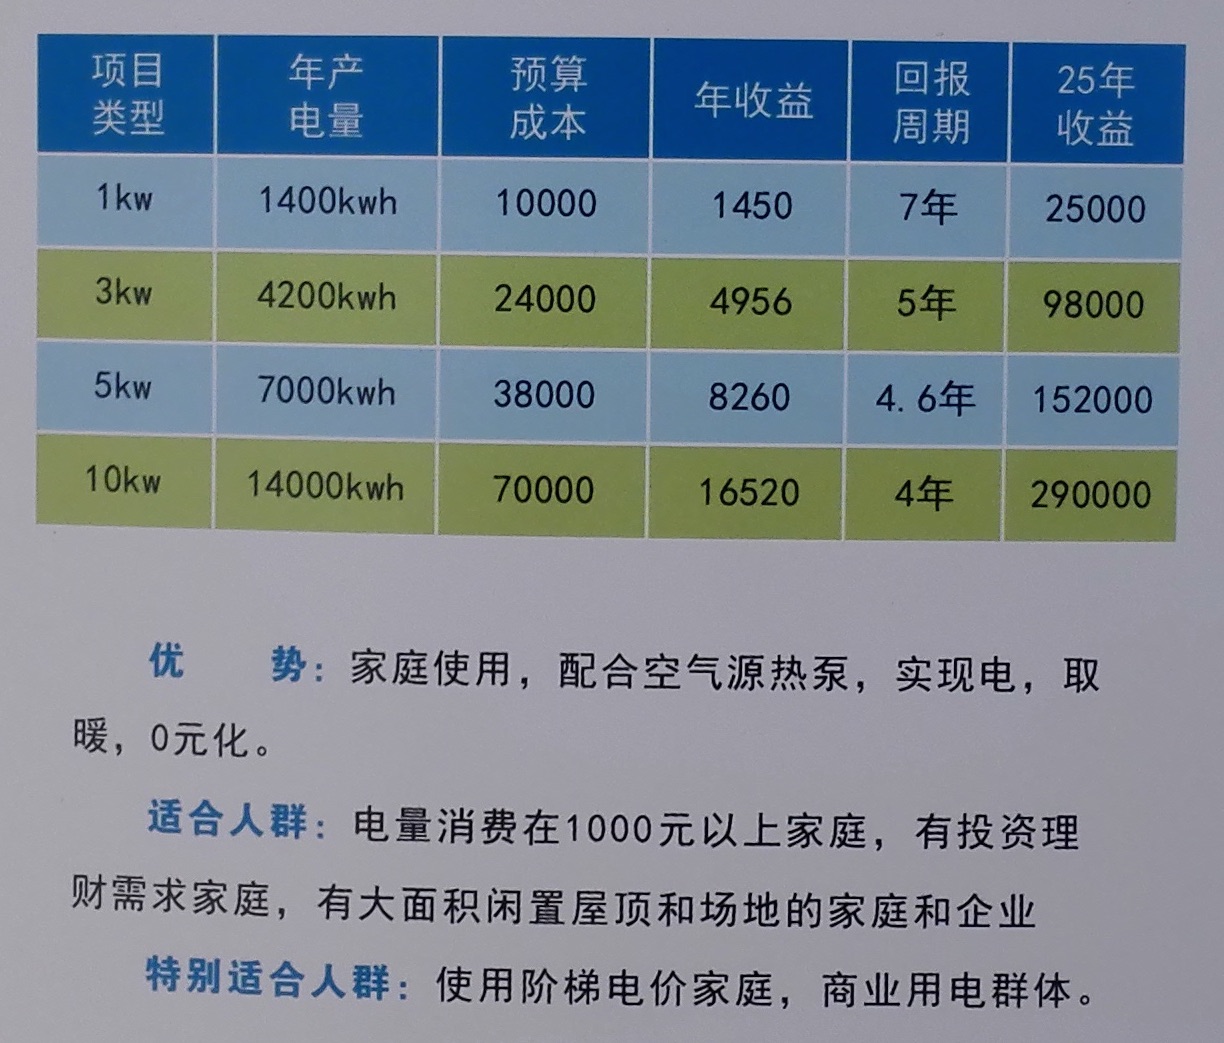 项目类型 年产电量 预算成本 年收益 回报周期 25年收益
1kw 1400kwh 10000 1450 7年 25000
3kw 4200kwh 24000 4956 5年 98000
5kw 7000kwh 38000 8260 4.6年 152000
10kw 14000kwh 70000 16520 4年 290000
优 势：家庭使用，配合空气源热泵，实现电，取
暖，0元化。
适合人群：电量消费在1000元以上家庭，有投资理
财需求家庭，有大面积闲置屋顶和场地的家庭和企业
特别适合人群：使用阶梯电价家庭，商业用电群体。